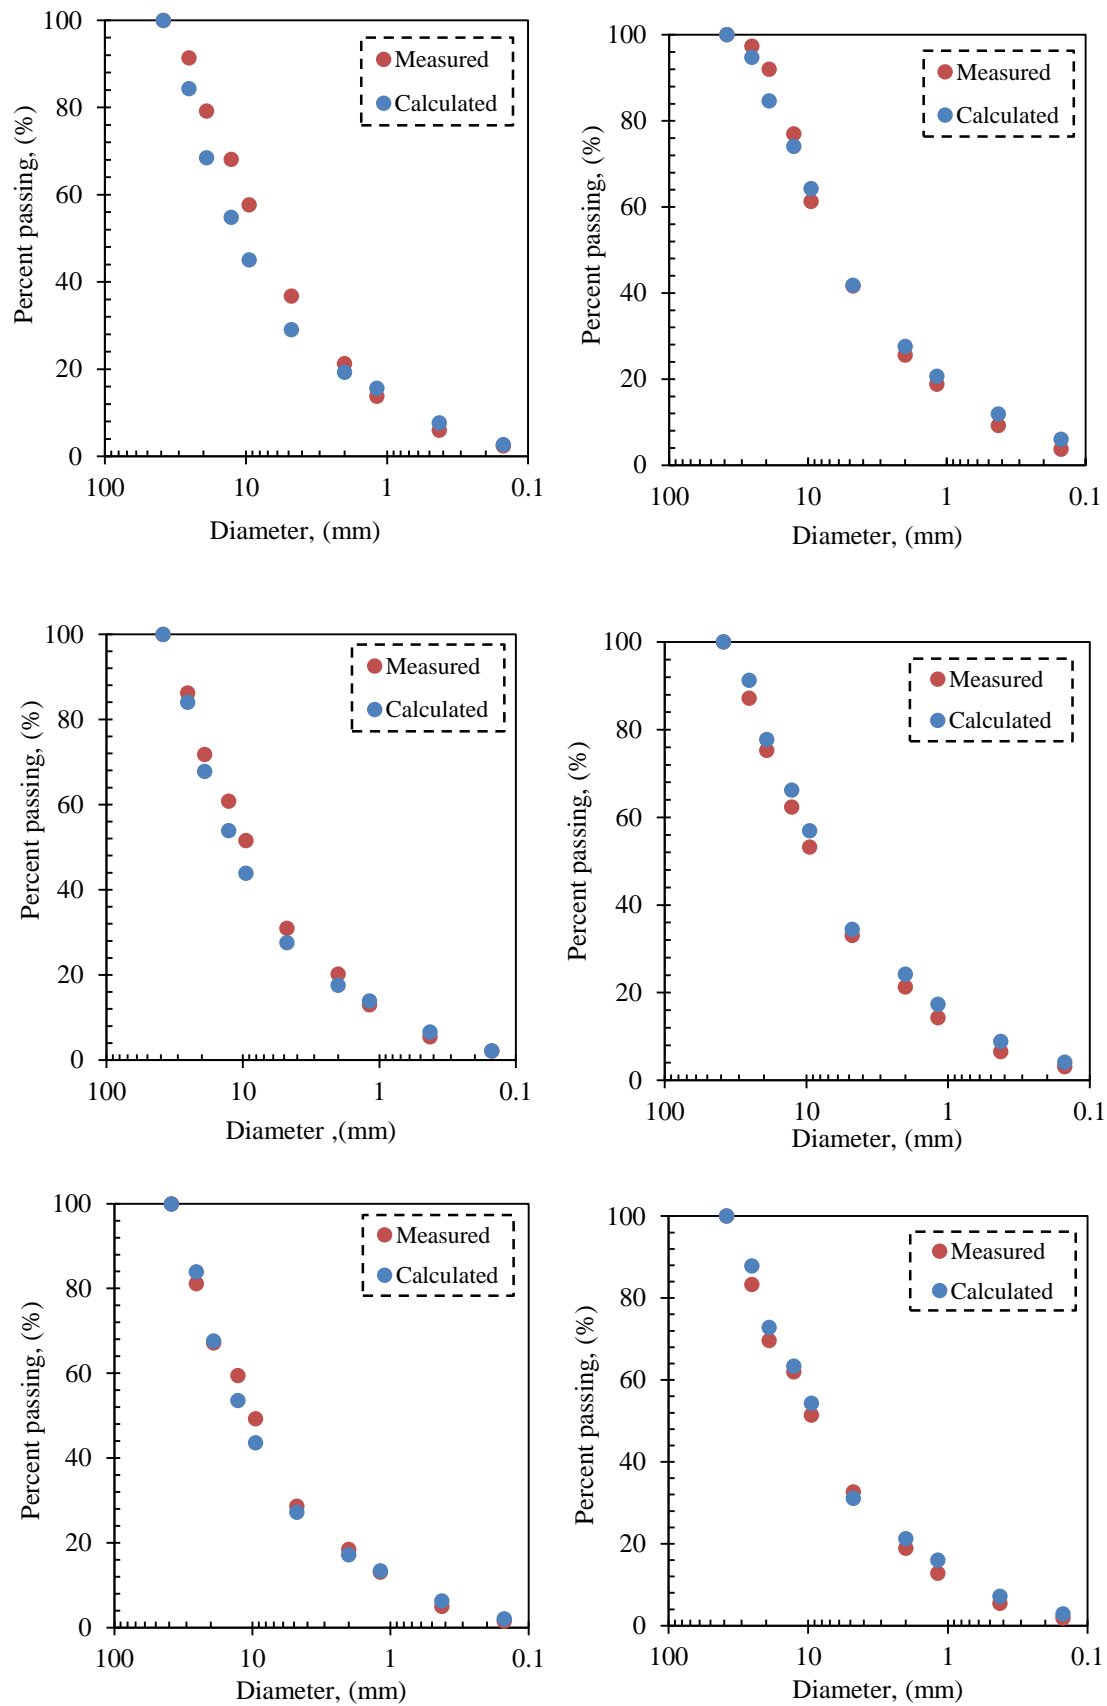 Percent passing, (%)
100
80
60
40
20
0
Measured
Calculated
100
10
1
0.1
Diameter, (mm)
Percent passing, (%)
100
80
60
40
20
0
Measured
Calculated
100
10
1
0.1
Diameter, (mm)
Percent passing, (%)
100
80
60
40
20
0
Measured
Calculated
100
10
1
0.1
Diameter ,(mm)
Percent passing, (%)
100
80
60
40
20
0
Measured
Calculated
100
10
1
0.1
Diameter, (mm)
Percent passing, (%)
100
80
60
40
20
0
Measured
Calculated
100
10
1
0.1
Diameter, (mm)
Percent passing, (%)
100
80
60
40
20
0
Measured
Calculated
100
10
1
0.1
Diameter, (mm)